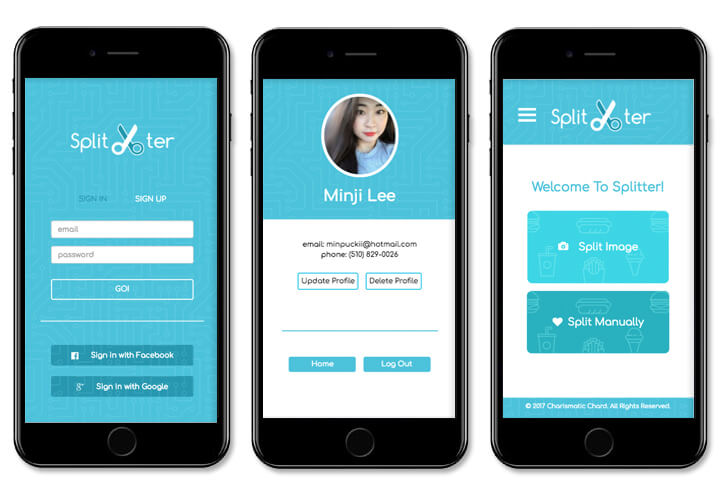 Split ter
SIGN IN SIGN UP
email
password
GO!
Sign in with Facebook
g+ Sign in with Google
Minji Lee
email: minpuckii@hotmail.com
phone: (510) 829-0026
Update Profile Delete Profile
Home Log Out
Split ter
Welcome To Splitter!
Split Image
Split Manually
© 2017 Charismatic Chard. All Rights Reserved.